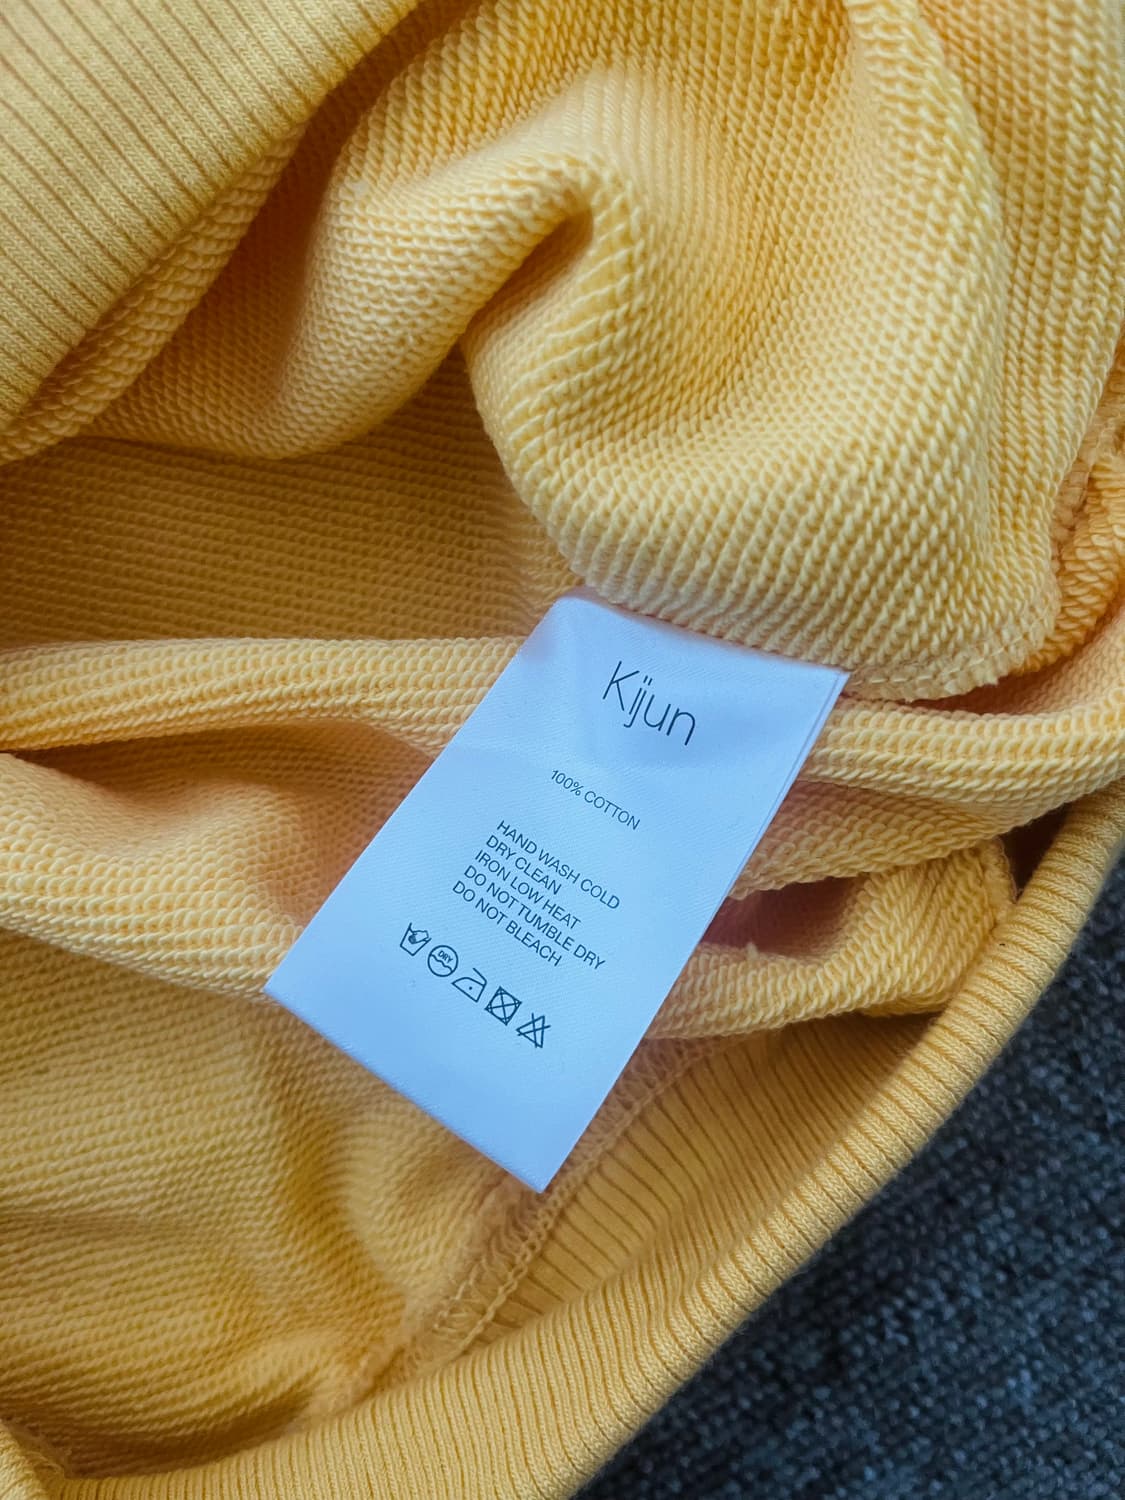 Kijun
100% COTTON
HAND WASH COLD
DRY CLEAN
IRON LOW HEAT
DO NOT TUMBLE DRY
DO NOT BLEACH
DRY